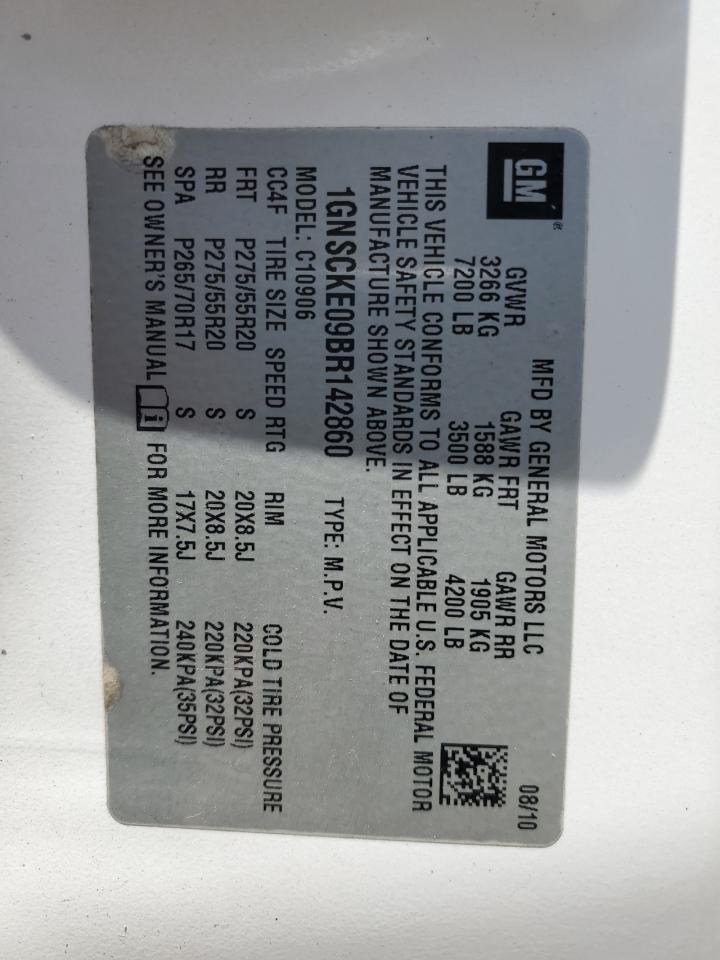 GM ®
MFD BY GENERAL MOTORS LLC 08/10
GVWR GAWR FRT GAWR RR
3266 KG 1588 KG 1905 KG
7200 LB 3500 LB 4200 LB
THIS VEHICLE CONFORMS TO ALL APPLICABLE U.S. FEDERAL MOTOR
VEHICLE SAFETY STANDARDS IN EFFECT ON THE DATE OF
MANUFACTURE SHOWN ABOVE.
1GNSCKE09BR142860 TYPE: M.P.V.
MODEL: C10906
CC4F TIRE SIZE SPEED RTG RIM COLD TIRE PRESSURE
FRT P275/55R20 S 20X8.5J 220KPA(32PSI)
RR P275/55R20 S 20X8.5J 220KPA(32PSI)
SPA P265/70R17 S 17X7.5J 240KPA(35PSI)
SEE OWNER'S MANUAL i FOR MORE INFORMATION.